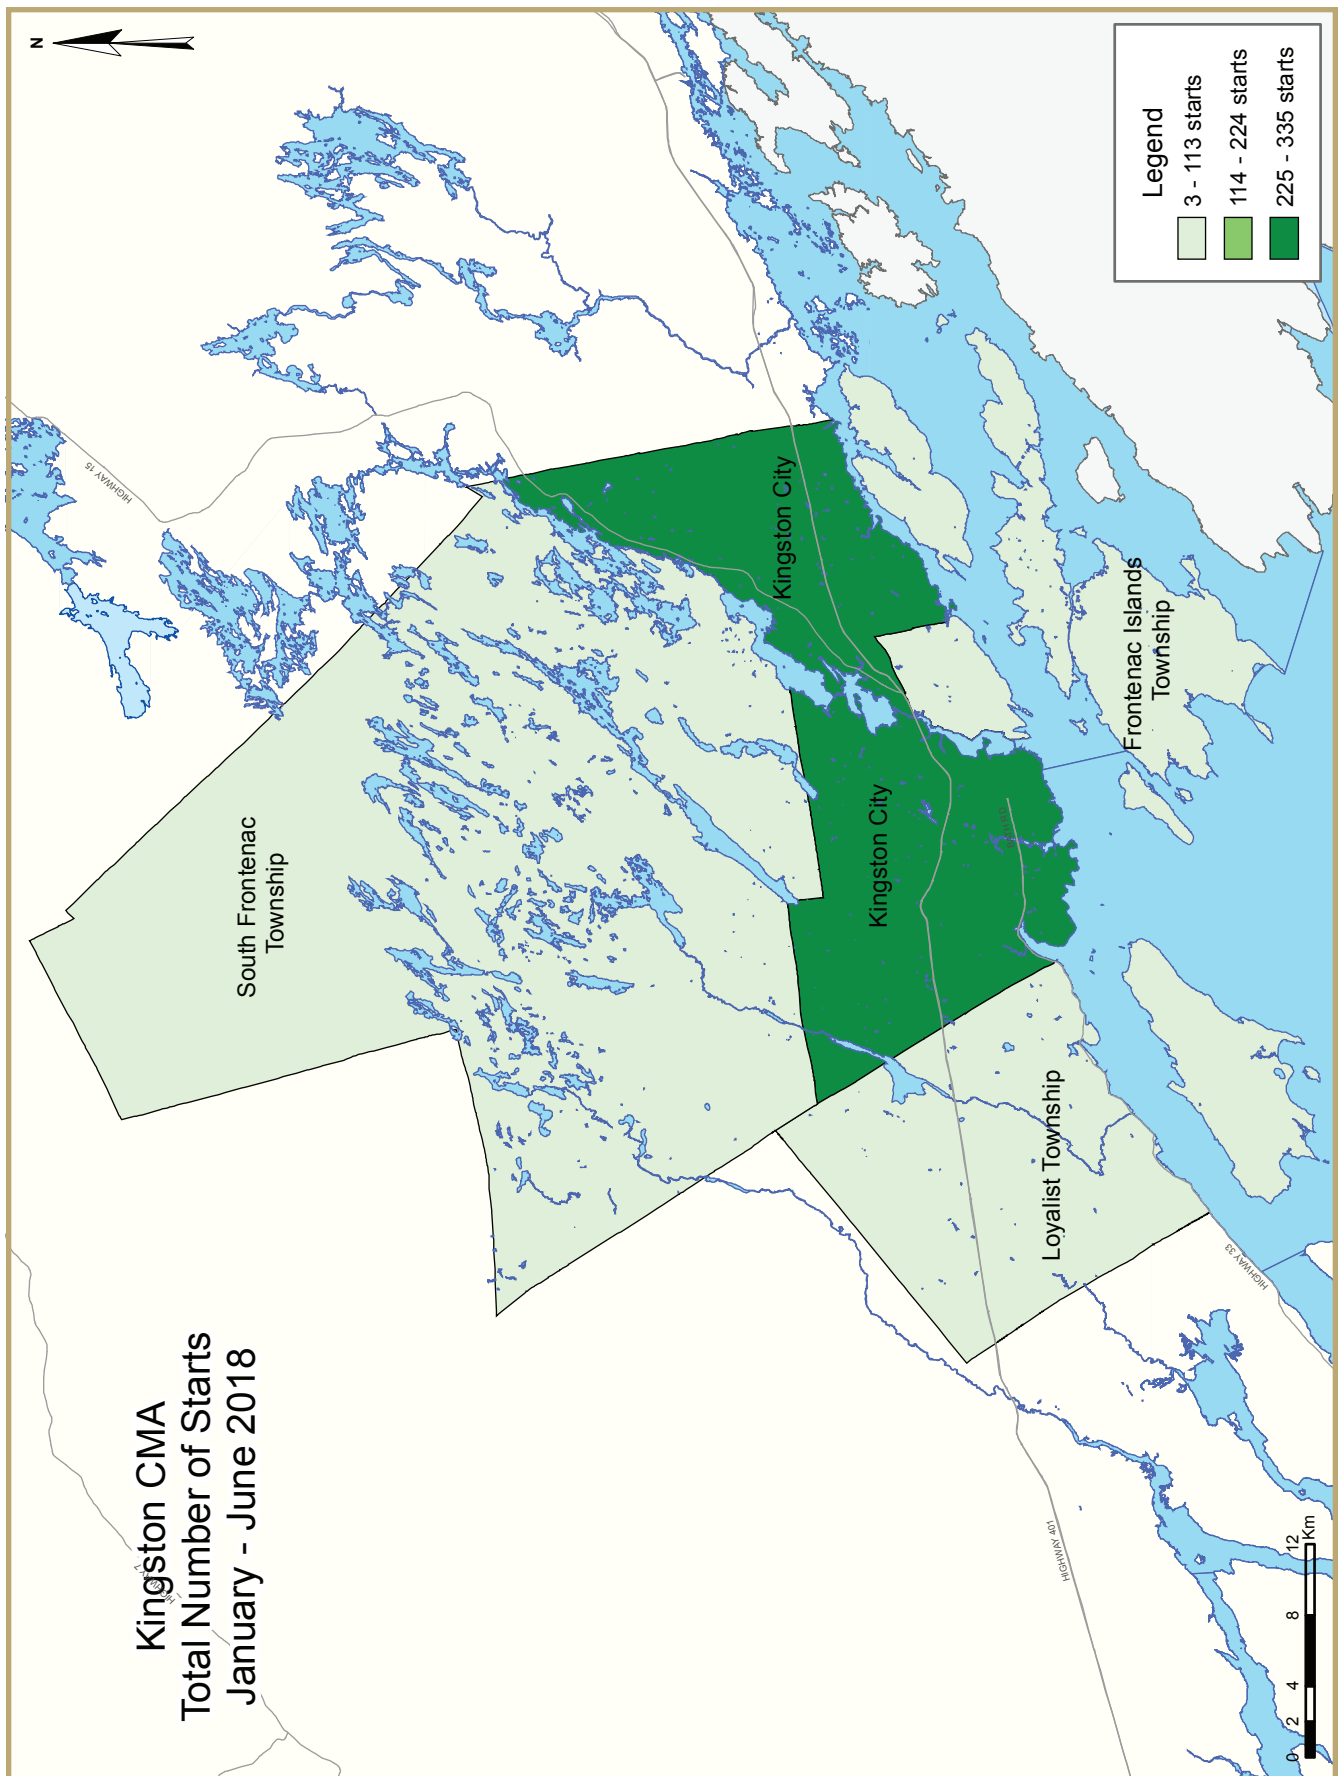 Kingston CMA
Total Number of Starts
January - June 2018
N
HIGHWAY 7
HIGHWAY 15
South Frontenac
Township
Kingston City
Kingston City
Loyalist Township
Frontenac Islands
Township
HIGHWAY 401
HIGHWAY 33
Legend
3 - 113 starts
114 - 224 starts
225 - 335 starts
0 2 4 8 12
Km